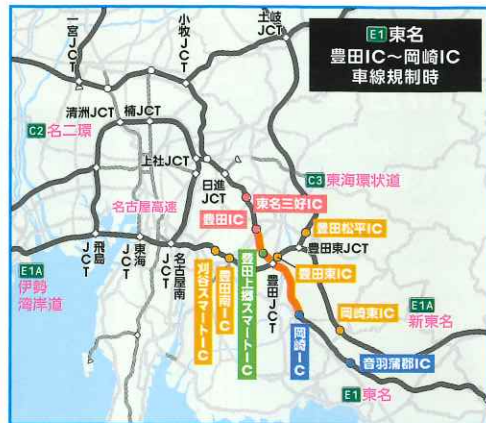 E1 東名
豊田IC～岡崎IC
車線規制時
一宮JCT
小牧JCT
土岐JCT
清洲JCT
楠JCT
C2 名二環
上社JCT
日進JCT
C3 東海環状道
名古屋高速
東名三好IC
豊田IC
豊田松平IC
豊田東JCT
豊田東IC
飛島JCT
東海JCT
名古屋南JCT
刈谷スマートIC
豊田南IC
豊田上郷スマートIC
豊田JCT
岡崎IC
岡崎東IC
E1A
伊勢
湾岸道
E1A
新東名
音羽蒲郡IC
E1 東名